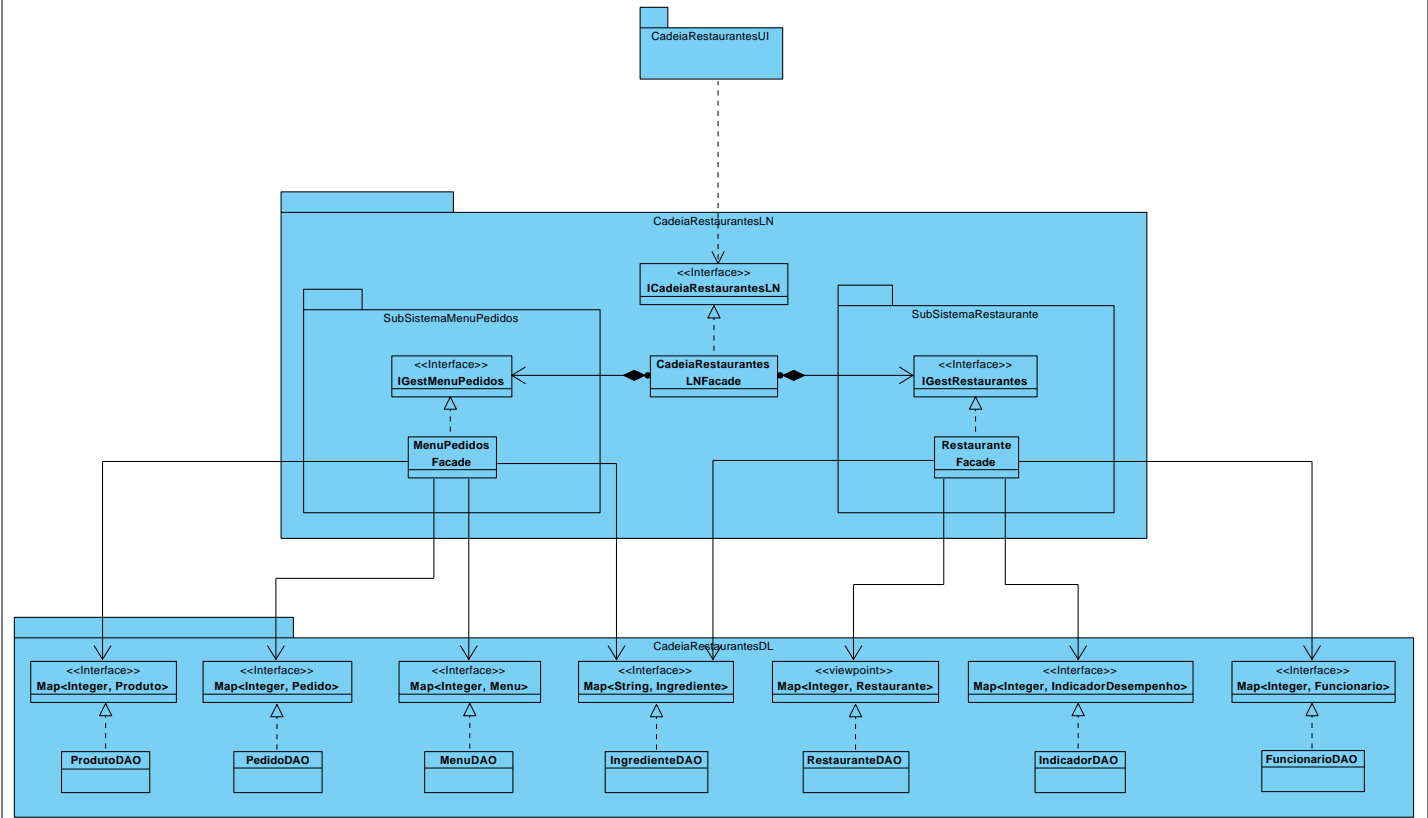 CadeiaRestaurantesUI
CadeiaRestaurantesLN
<<Interface>>
ICadeiaRestaurantesLN
SubSistemaMenuPedidos
SubSistemaRestaurante
<<Interface>>
IGestMenuPedidos
CadeiaRestaurantes
LNFacade
<<Interface>>
IGestRestaurantes
MenuPedidos
Facade
Restaurante
Facade
CadeiaRestaurantesDL
<<Interface>>
Map<Integer, Produto>
<<Interface>>
Map<Integer, Pedido>
<<Interface>>
Map<Integer, Menu>
<<Interface>>
Map<String, Ingrediente>
<<viewpoint>>
Map<Integer, Restaurante>
<<Interface>>
Map<Integer, IndicadorDesempenho>
<<Interface>>
Map<Integer, Funcionario>
ProdutoDAO
PedidoDAO
MenuDAO
IngredienteDAO
RestauranteDAO
IndicadorDAO
FuncionarioDAO